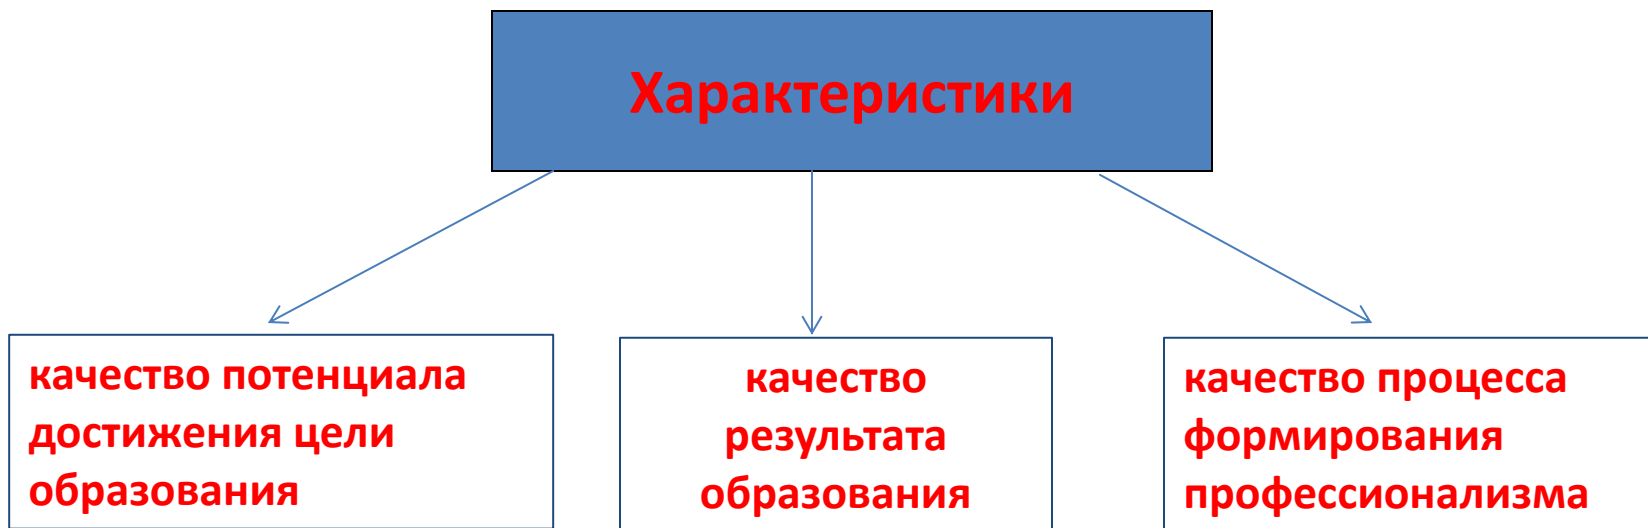 Характеристики
качество потенциала
достижения цели
образования
качество
результата
образования
качество процесса
формирования
профессионализма